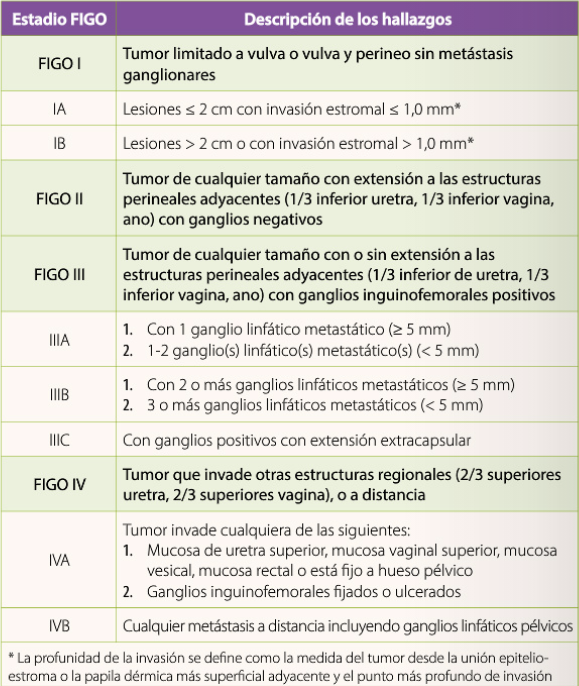 Estadio FIGO
Descripción de los hallazgos
FIGO I
Tumor limitado a vulva o vulva y perineo sin metástasis
ganglionares
IA
Lesiones ≤ 2 cm con invasión estromal ≤ 1,0 mm*
IB
Lesiones > 2 cm o con invasión estromal > 1,0 mm*
FIGO II
Tumor de cualquier tamaño con extensión a las estructuras
perineales adyacentes (1/3 inferior uretra, 1/3 inferior vagina,
ano) con ganglios negativos
FIGO III
Tumor de cualquier tamaño con o sin extensión a las
estructuras perineales adyacentes (1/3 inferior de uretra, 1/3
inferior vagina, ano) con ganglios inguinofemorales positivos
IIIA
1. Con 1 ganglio linfático metastático (≥ 5 mm)
2. 1-2 ganglio(s) linfático(s) metastático(s) (< 5 mm)
IIIB
1. Con 2 o más ganglios linfáticos metastáticos (≥ 5 mm)
2. 3 o más ganglios linfáticos metastáticos (< 5 mm)
IIIC
Con ganglios positivos con extensión extracapsular
FIGO IV
Tumor que invade otras estructuras regionales (2/3 superiores
uretra, 2/3 superiores vagina), o a distancia
IVA
Tumor invade cualquiera de las siguientes:
1. Mucosa de uretra superior, mucosa vaginal superior, mucosa
vesical, mucosa rectal o está fijo a hueso pélvico
2. Ganglios inguinofemorales fijados o ulcerados
IVB
Cualquier metástasis a distancia incluyendo ganglios linfáticos pélvicos
* La profundidad de la invasión se define como la medida del tumor desde la unión epitelio-
estroma o la papila dérmica más superficial adyacente y el punto más profundo de invasión